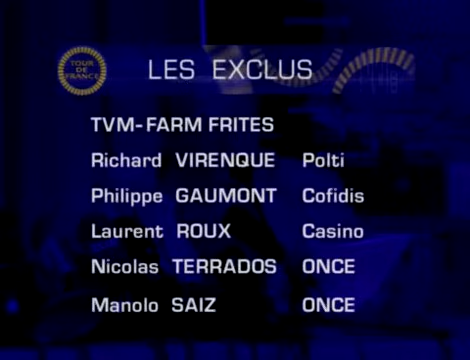 TOUR
DE
FRANCE
LES EXCLUS
TVM-FARM FRITES
Richard VIRENQUE Polti
Philippe GAUMONT Cofidis
Laurent ROUX Casino
Nicolas TERRADOS ONCE
Manolo SAIZ ONCE